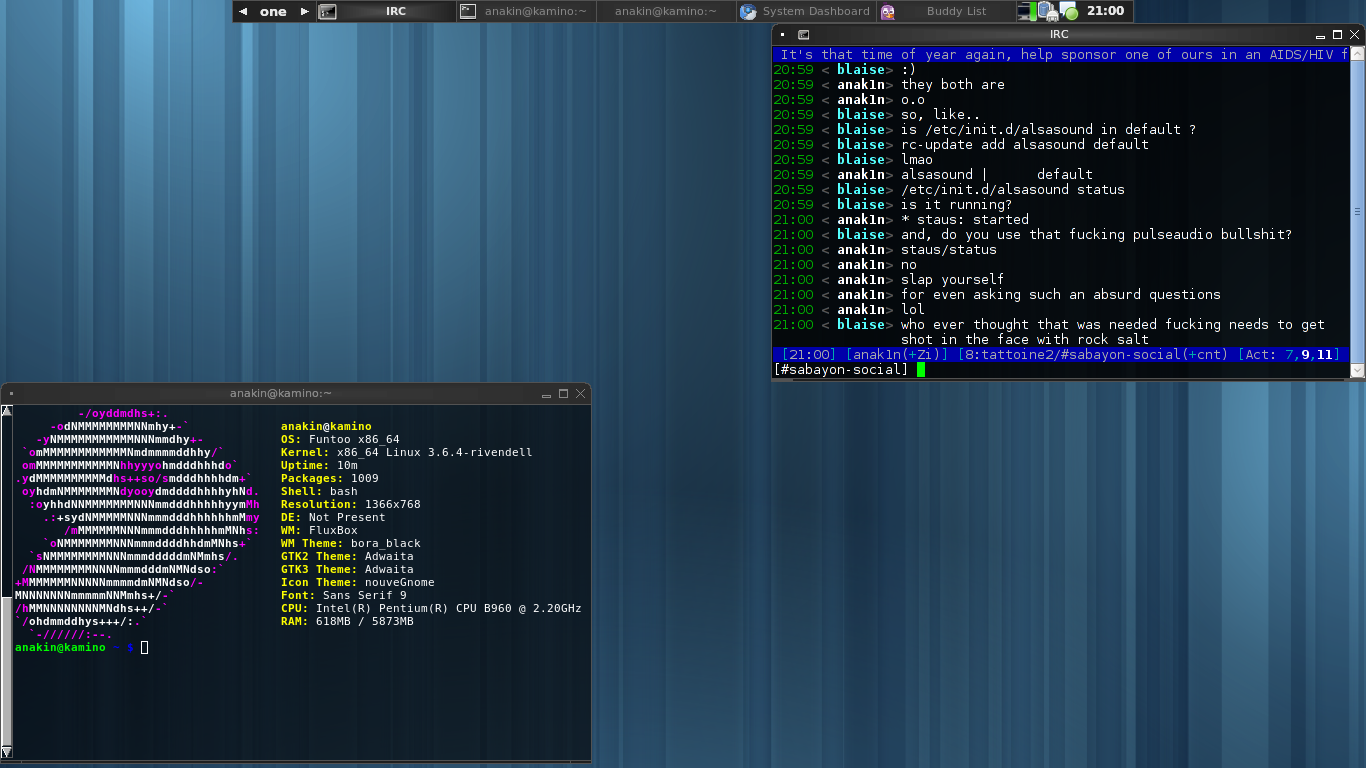 one
IRC
anakin@kamino:~
anakin@kamino:~
System Dashboard
Buddy List
21:00
IRC
It's that time of year again, help sponsor one of ours in an AIDS/HIV f
20:59 < blaise> :)
20:59 < anak1n> they both are
20:59 < anak1n> o.o
20:59 < blaise> so, like..
20:59 < blaise> is /etc/init.d/alsasound in default ?
20:59 < blaise> rc-update add alsasound default
20:59 < blaise> lmao
20:59 < anak1n> alsasound |      default
20:59 < blaise> /etc/init.d/alsasound status
20:59 < blaise> is it running?
21:00 < anak1n> * staus: started
21:00 < blaise> and, do you use that fucking pulseaudio bullshit?
21:00 < anak1n> staus/status
21:00 < anak1n> no
21:00 < anak1n> slap yourself
21:00 < anak1n> for even asking such an absurd questions
21:00 < anak1n> lol
21:00 < blaise> who ever thought that was needed fucking needs to get
shot in the face with rock salt
[21:00] [anak1n(+Zi)] [8:tattoine2/#sabayon-social(+cnt) [Act: 7,9,11]
[#sabayon-social]
anakin@kamino:~
-/oyddmdhs+:.
-odNMMMMMMMMNNmhy+-`
-yNMMMMMMMMMMMNNNmmdhy+-
`omMMMMMMMMMMMMNmdmmmmddhhy/`
omMMMMMMMMMMMNhhyyyohmdddhhhdo`
.ydMMMMMMMMMMdhs++so/smdddhhhhdm+`
oyhdmNMMMMMMMNdyooydmddddhhhhyhNd.
:oyhhdNNMMMMMMMNNNmmdddhhhhhyymMh
.:+sydNMMMMMNNNmmmdddhhhhhhmMmy
/mMMMMMMNNNmmmdddhhhhhmMNhs:
`oNMMMMMMMNNNmmmddddhhdmMNhs+`
`sNMMMMMMMMNNNmmmdddddmNMmhs/.
/NMMMMMMMMNNNNmmmdddmNMNdso:`
+MMMMMMMNNNNNmmmmdmNMNdso/-
MNNNNNNNmmmmmNNMmhs+/-`
/hMMNNNNNNNNMNdhs++/-`
`/ohdmmddhys+++/:.`
`-//////:--.
anakin@kamino
OS: Funtoo x86_64
Kernel: x86_64 Linux 3.6.4-rivendell
Uptime: 10m
Packages: 1009
Shell: bash
Resolution: 1366x768
DE: Not Present
WM: FluxBox
WM Theme: bora_black
GTK2 Theme: Adwaita
GTK3 Theme: Adwaita
Icon Theme: nouveGnome
Font: Sans Serif 9
CPU: Intel(R) Pentium(R) CPU B960 @ 2.20GHz
RAM: 618MB / 5873MB
anakin@kamino ~ $